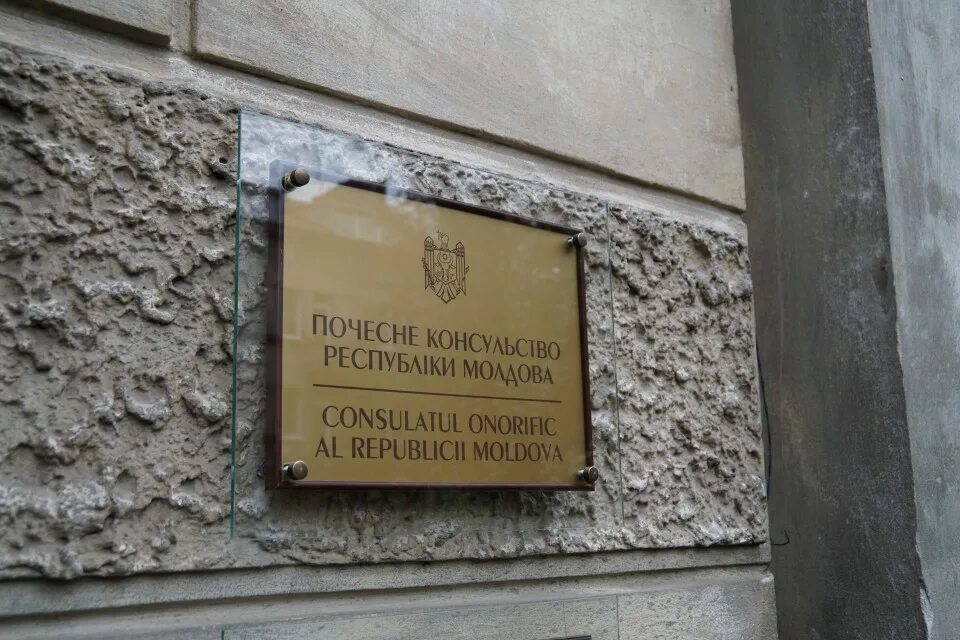 ПОЧЕСНЕ КОНСУЛЬСТВО
РЕСПУБЛІКИ МОЛДОВА
CONSULATUL ONORIFIC
AL REPUBLICII MOLDOVA